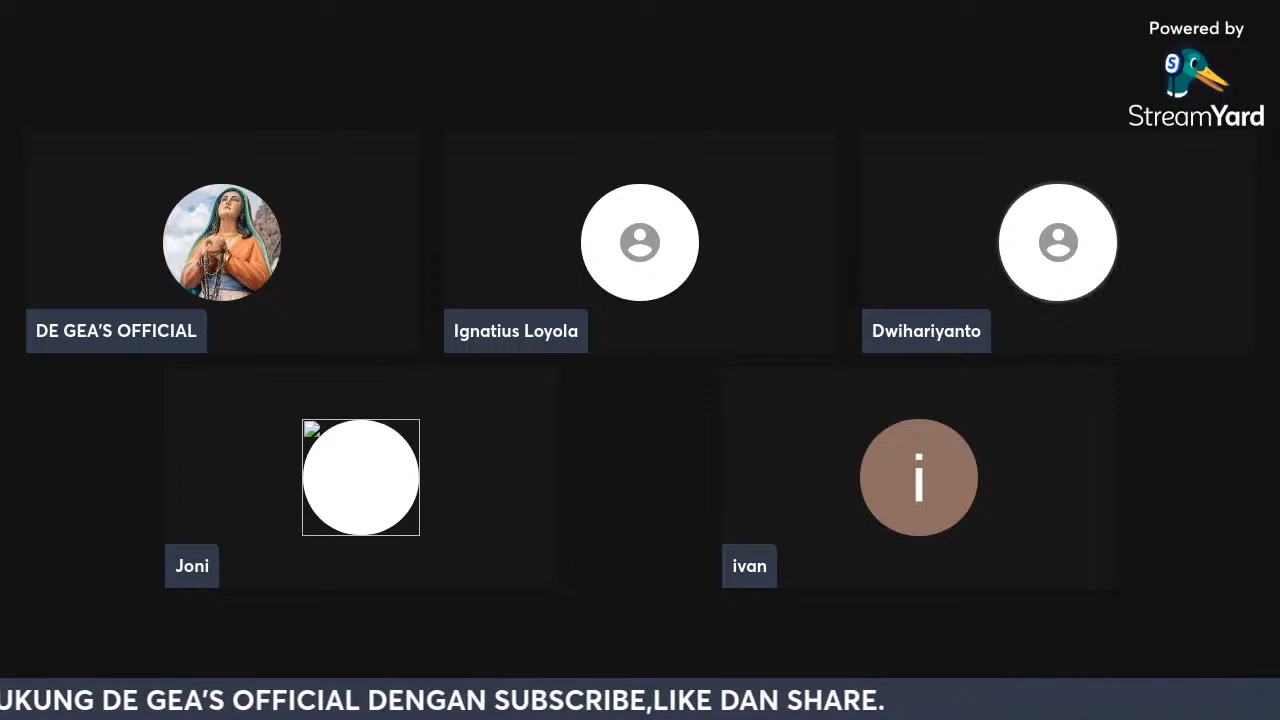 Powered by
S
StreamYard
DE GEA'S OFFICIAL
Ignatius Loyola
Dwihariyanto
i
Joni
ivan
UKUNG DE GEA'S OFFICIAL DENGAN SUBSCRIBE,LIKE DAN SHARE.